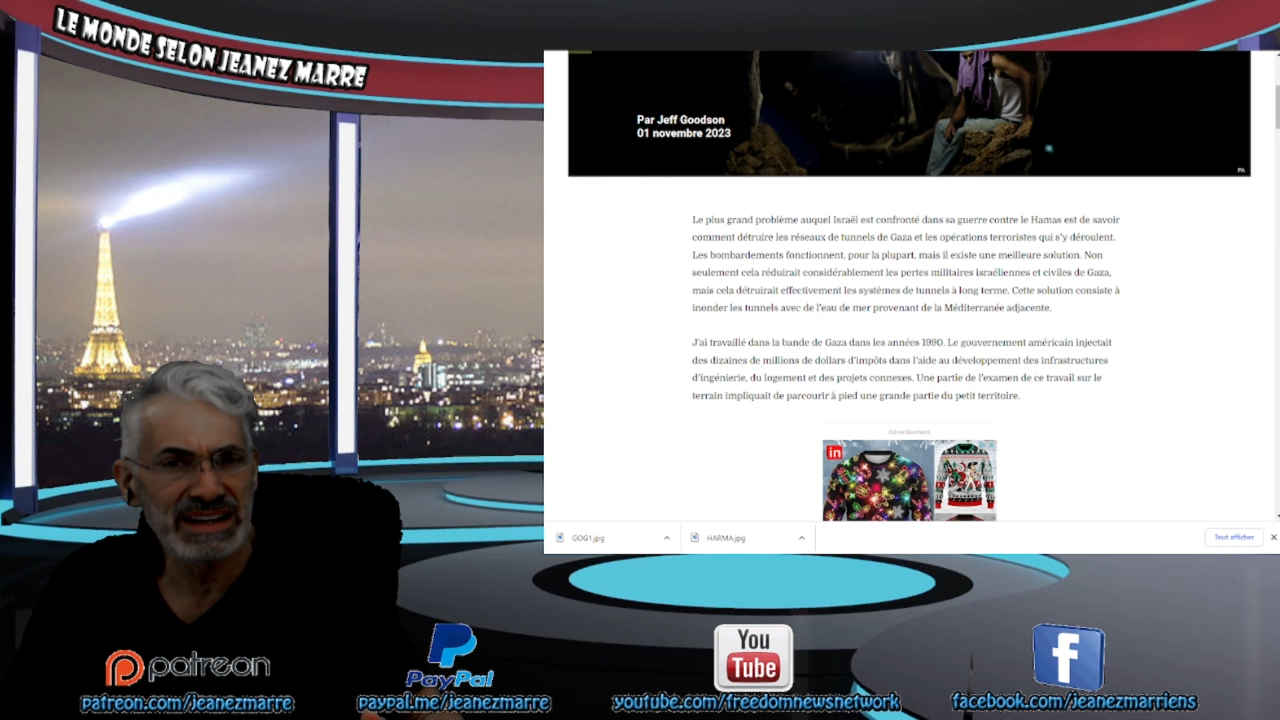 LE MONDE SELON JEANEZ MARRE
Par Jeff Goodson
01 novembre 2023
PA
Le plus grand problème auquel Israël est confronté dans sa guerre contre le Hamas est de savoir
comment détruire les réseaux de tunnels de Gaza et les opérations terroristes qui s'y déroulent.
Les bombardements fonctionnent, pour la plupart, mais il existe une meilleure solution. Non
seulement cela réduirait considérablement les pertes militaires israéliennes et civiles de Gaza,
mais cela détruirait effectivement les systèmes de tunnels à long terme. Cette solution consiste à
inonder les tunnels avec de l'eau de mer provenant de la Méditerranée adjacente.
J'ai travaillé dans la bande de Gaza dans les années 1990. Le gouvernement américain injectait
des dizaines de millions de dollars d'impôts dans l'aide au développement des infrastructures
d'ingénierie, du logement et des projets connexes. Une partie de l'examen de ce travail sur le
terrain impliquait de parcourir à pied une grande partie du petit territoire.
Advertisement
in
GOG1.jpg
HARMA.jpg
Tout afficher
patreon
PayPal
You
Tube
f
patreon.com/jeanezmarre
paypal.me/jeanezmarre
youtube.com/freedomnewsnetwork
facebook.com/jeanezmarriens